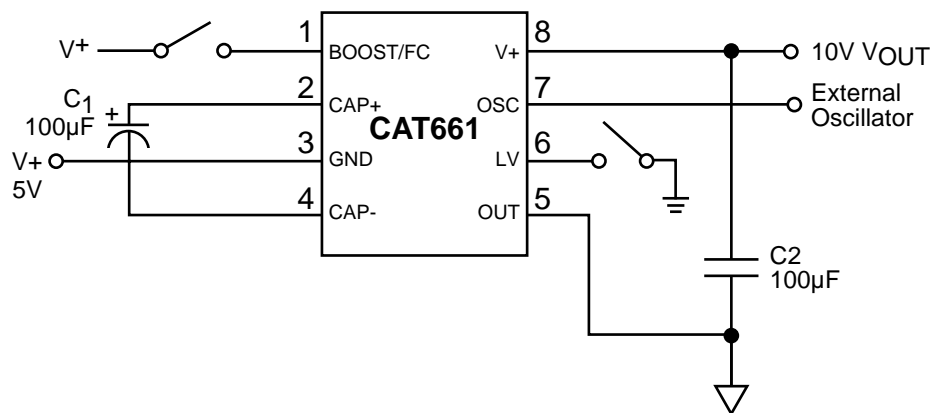 1
8
V+
BOOST/FC
V+
10V VOUT
2
7
C1
+
CAP+
OSC
External
Oscillator
100µF
CAT661
3
6
V+
GND
LV
5V
4
5
CAP-
OUT
C2
100µF